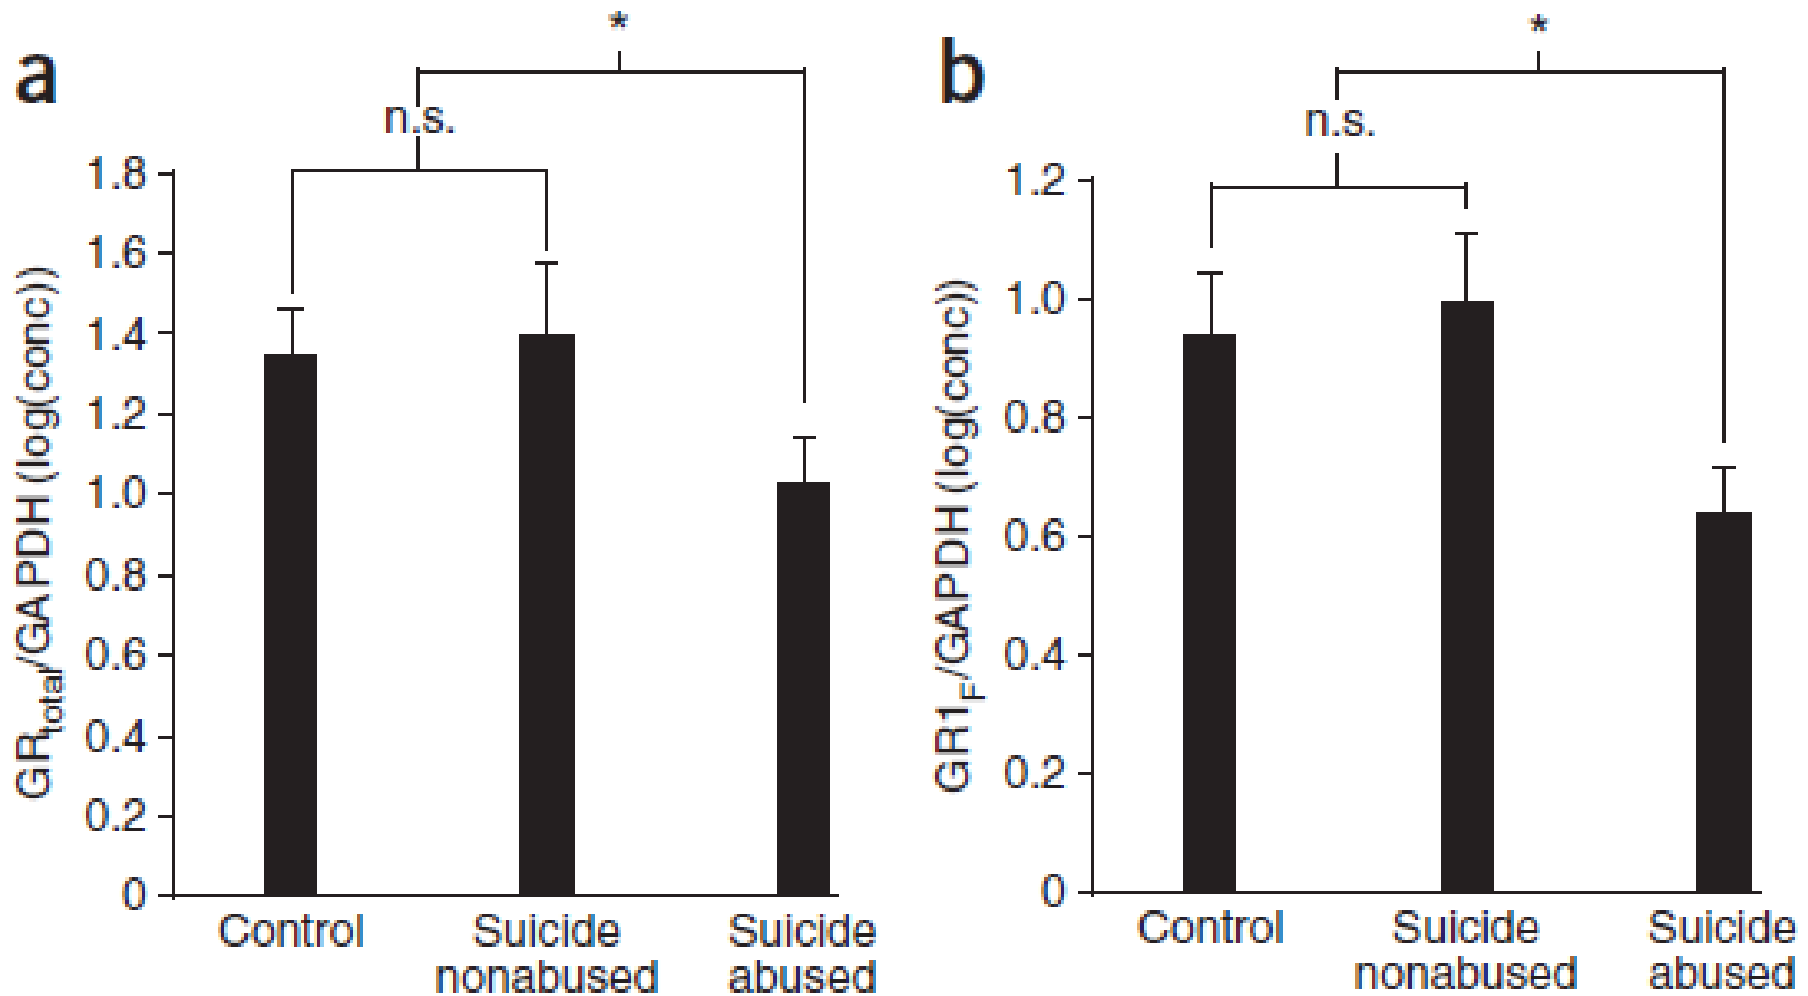 a
*
n.s.
1.8
1.6
1.4
1.2
1.0
0.8
0.6
0.4
0.2
0
GRtotal/GAPDH (log(conc))
Control
Suicide
nonabused
Suicide
abused
b
*
n.s.
1.2
1.0
0.8
0.6
0.4
0.2
0
GR1F/GAPDH (log(conc))
Control
Suicide
nonabused
Suicide
abused